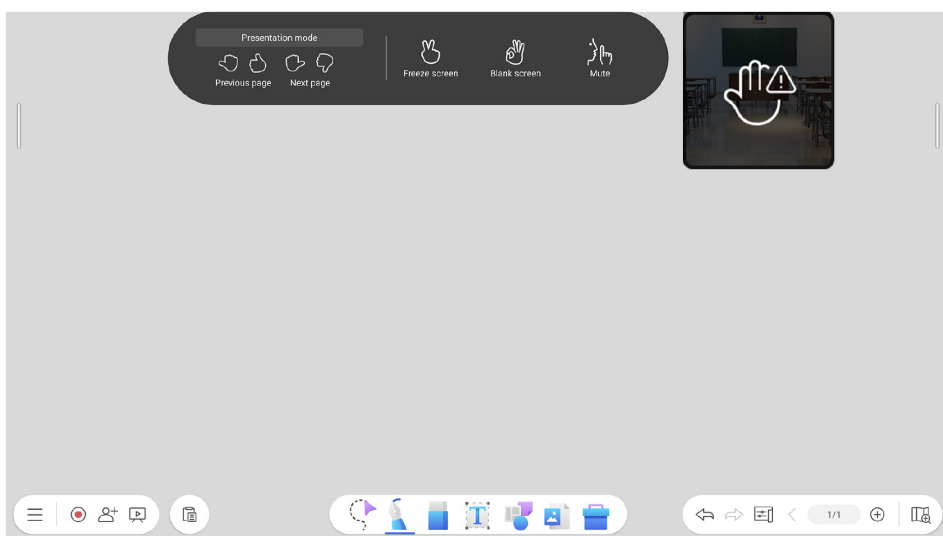 Presentation mode
Previous page
Next page
Freeze screen
Blank screen
Mute
T
1/1